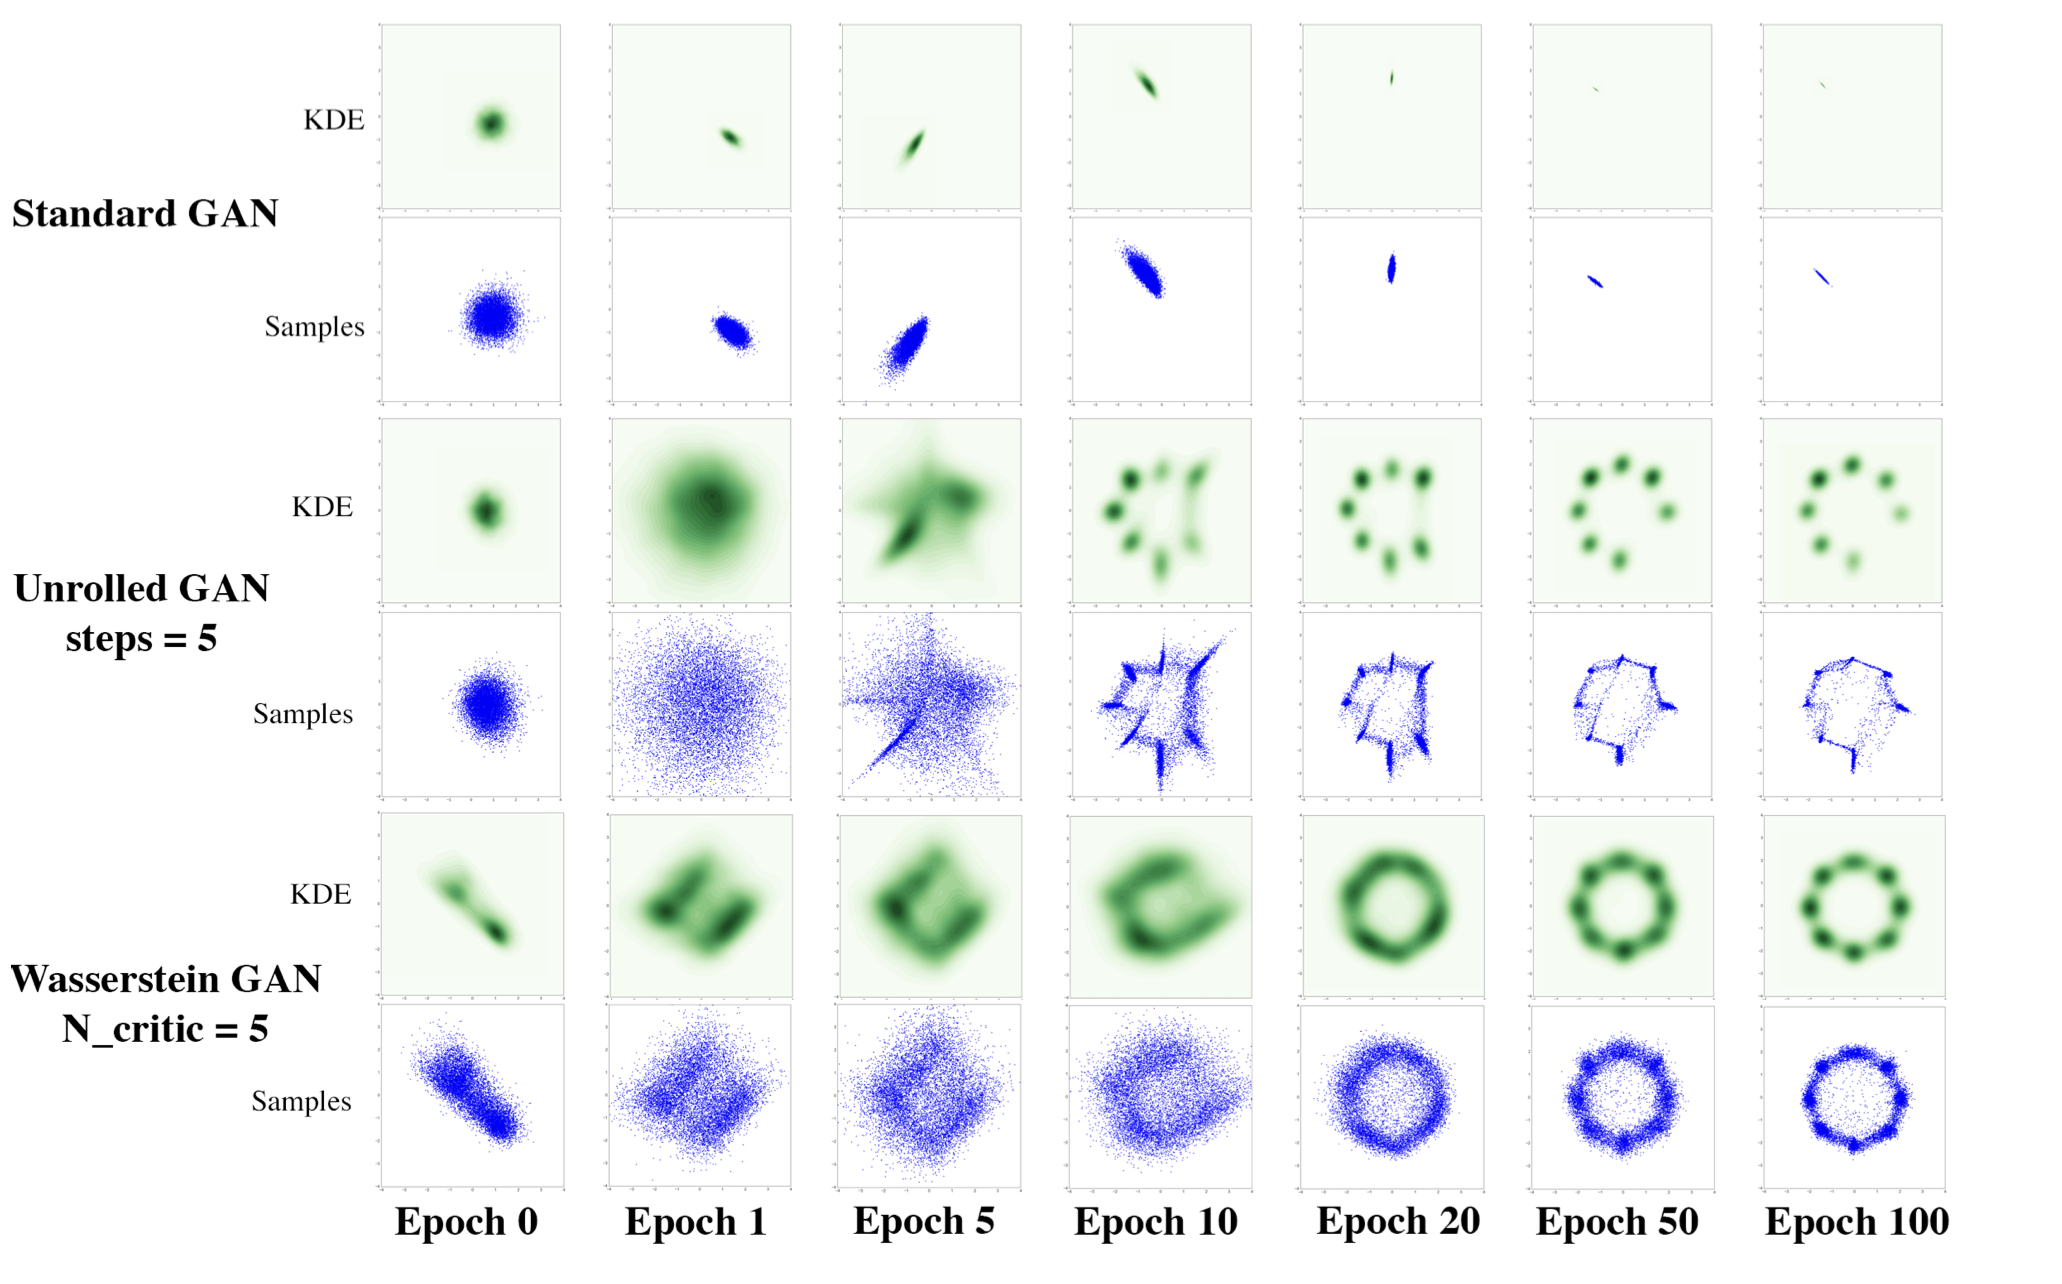 KDE
Standard GAN
Samples
KDE
Unrolled GAN
steps = 5
Samples
KDE
Wasserstein GAN
N_critic = 5
Samples
Epoch 0
Epoch 1
Epoch 5
Epoch 10
Epoch 20
Epoch 50
Epoch 100